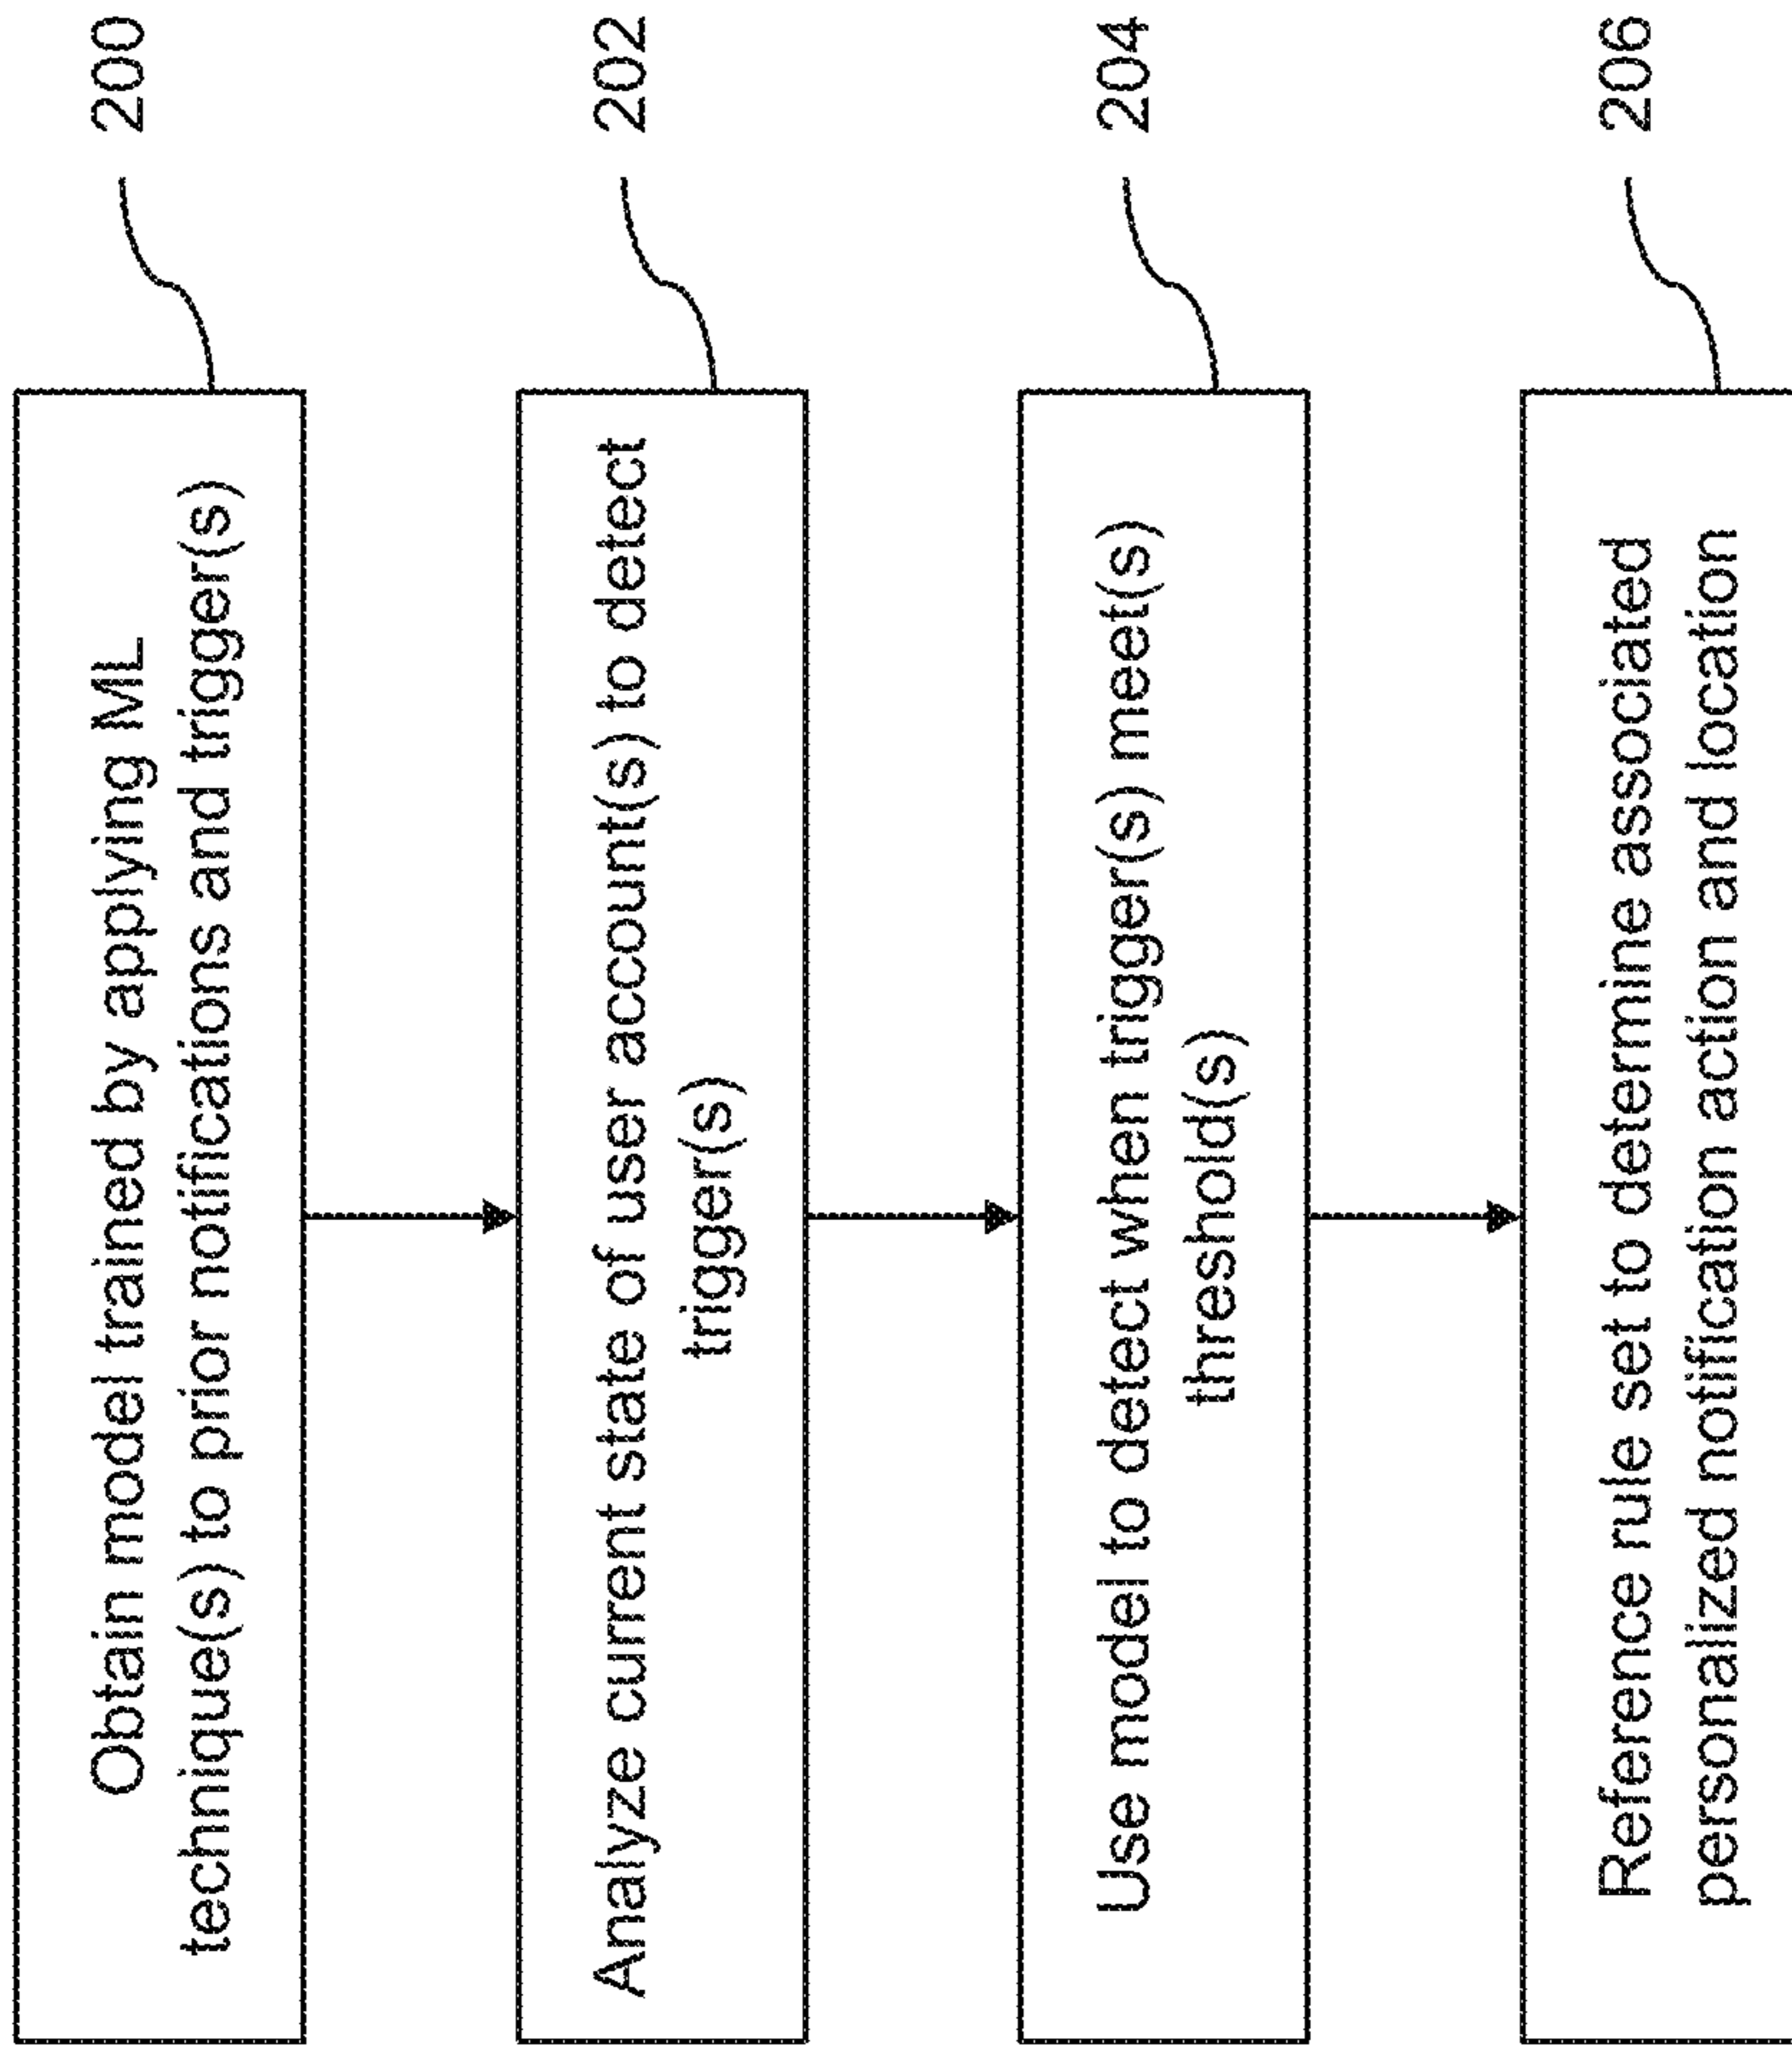 Obtain model trained by applying ML
technique(s) to prior notifications and trigger(s)
200
Analyze current state of user account(s) to detect
trigger(s)
202
Use model to detect when trigger(s) meet(s)
threshold(s)
204
Reference rule set to determine associated
personalized notification action and location
206